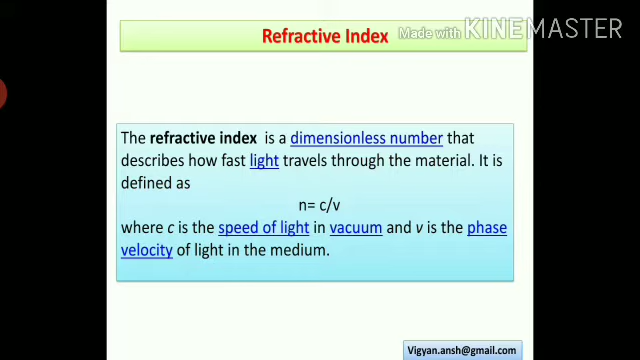 Refractive Index
Made with KINEMASTER
The refractive index is a dimensionless number that
describes how fast light travels through the material. It is
defined as
n= c/v
where c is the speed of light in vacuum and v is the phase
velocity of light in the medium.
Vigyan.ansh@gmail.com